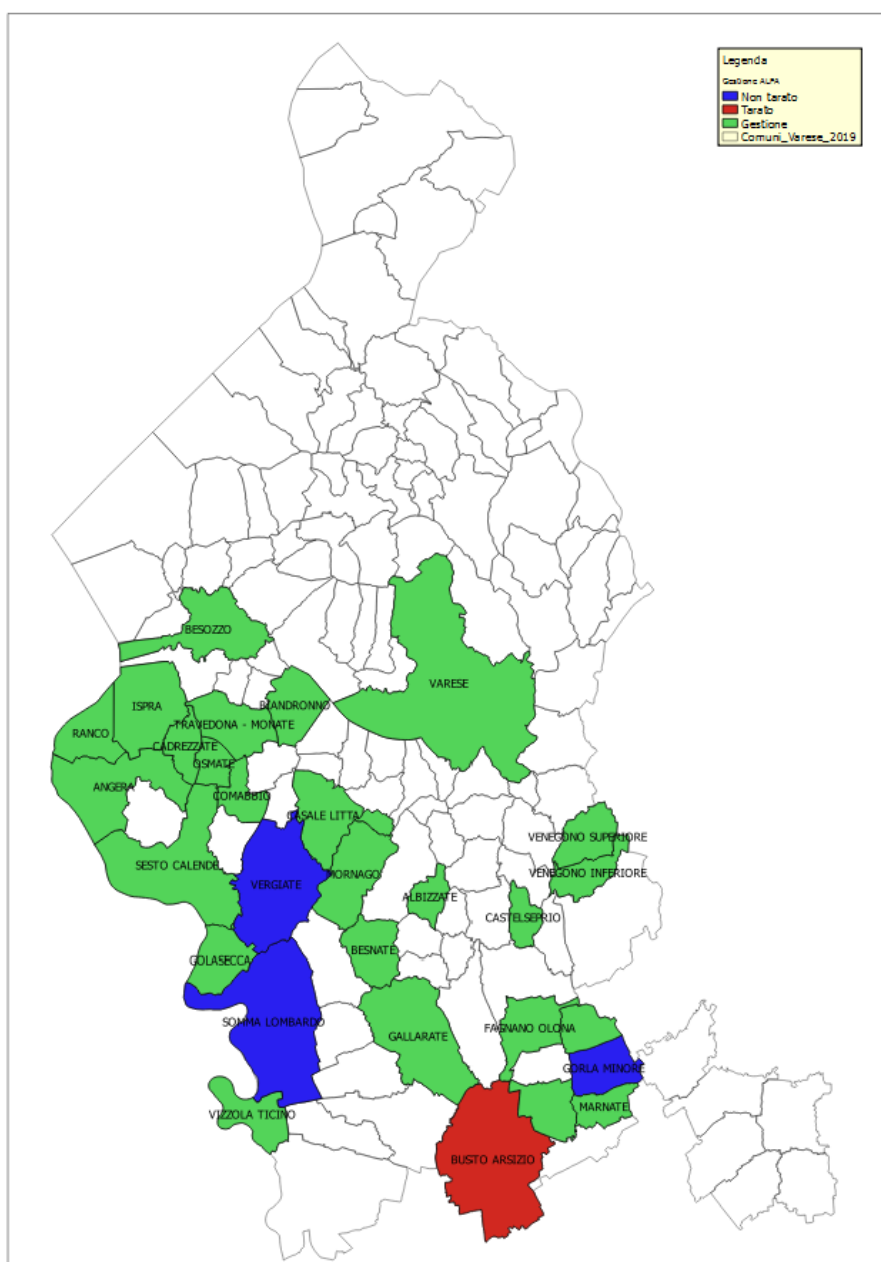 Legenda
Gestione ALFA
Non tarato
Tarato
Gestione
Comuni_Varese_2019
BESOZZO
VARESE
ISPRA
BIANDRONNO
TRAVEDONA - MONATE
RANCO
CADREZZATE
OSMATE
ANGERA
COMABBIO
CASALE LITTA
VENEGONO SUPERIORE
SESTO CALENDE
MORNAGO
VENEGONO INFERIORE
VERGIATE
ALBIZZATE
CASTELSEPRIO
BESNATE
GOLASECCA
SOMMA LOMBARDO
FAGNANO OLONA
GALLARATE
GORLA MINORE
MARNATE
VIZZOLA TICINO
BUSTO ARSIZIO